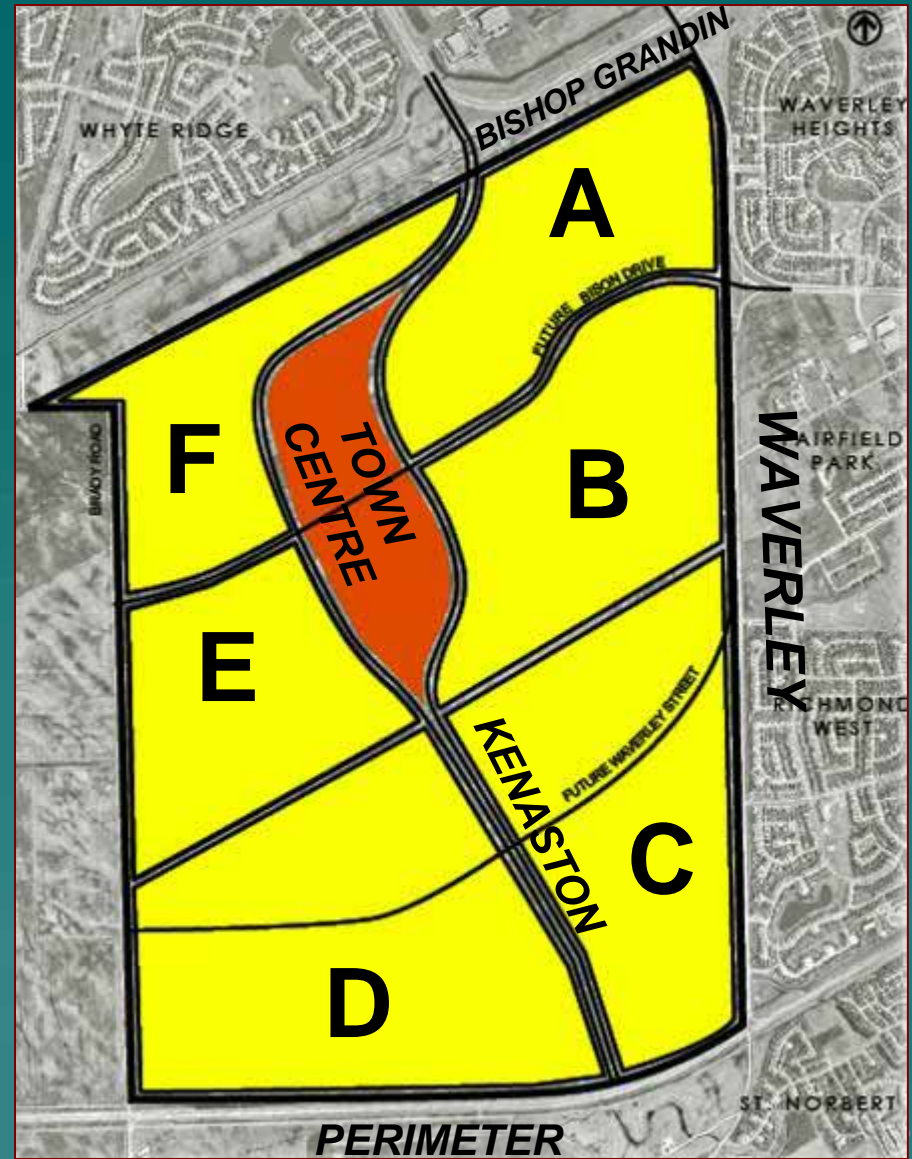 BISHOP GRANDIN
WHYTE RIDGE
WAVERLEY
HEIGHTS
A
FUTURE BISON DRIVE
F
TOWN
CENTRE
B
WAVERLEY
FAIRFIELD
PARK
BRADY ROAD
E
RICHMOND
WEST
KENASTON
FUTURE WAVERLEY STREET
C
D
ST. NORBERT
PERIMETER